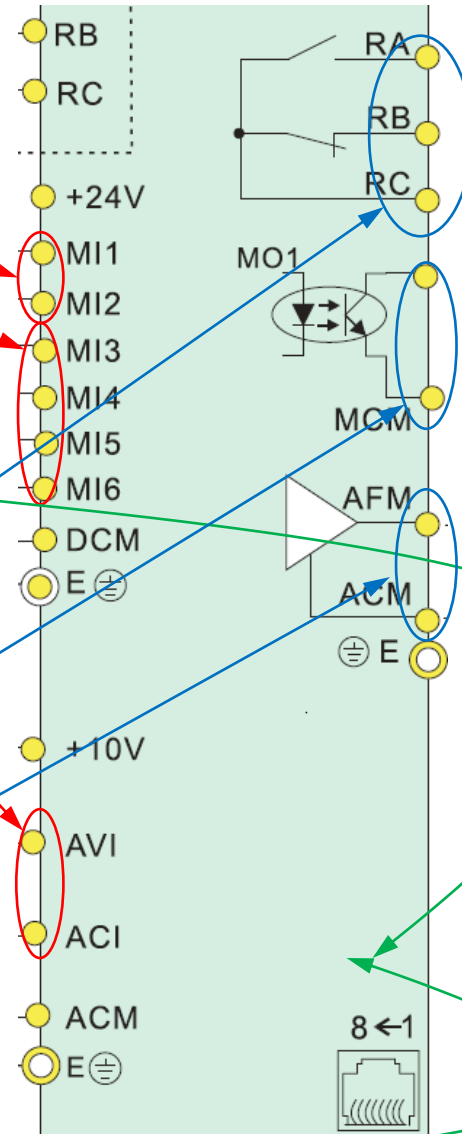 RB
RC
+24V
MI1
MI2
MI3
MI4
MI5
MI6
DCM
E
+10V
AVI
ACI
ACM
E
RA
RB
RC
MO1
MCM
AFM
ACM
E
8←1